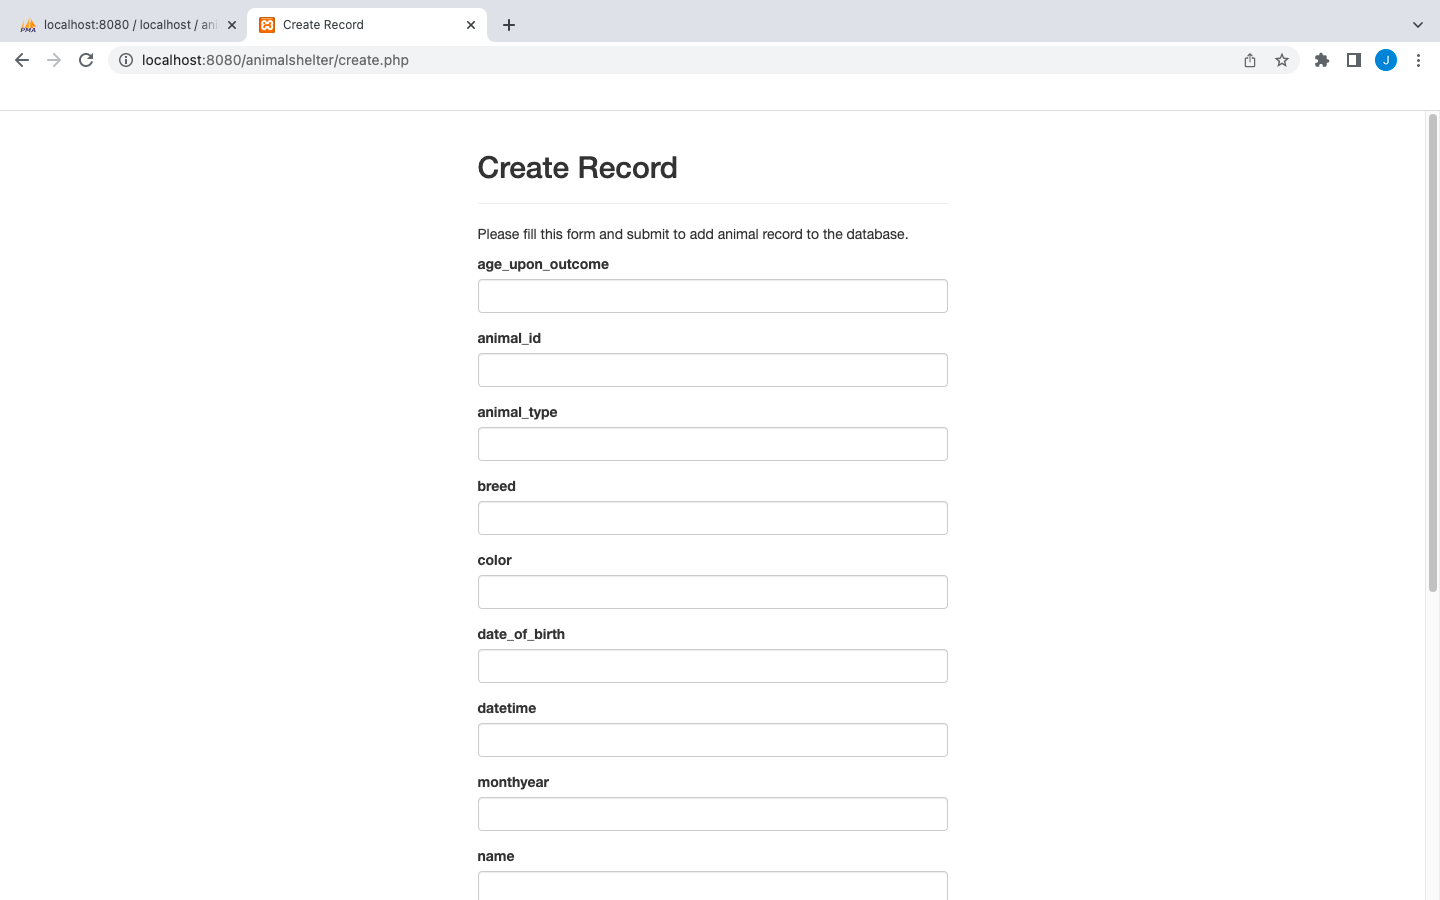 localhost:8080 / localhost / ani
Create Record
localhost:8080/animalshelter/create.php
J
Create Record
Please fill this form and submit to add animal record to the database.
age_upon_outcome
animal_id
animal_type
breed
color
date_of_birth
datetime
monthyear
name